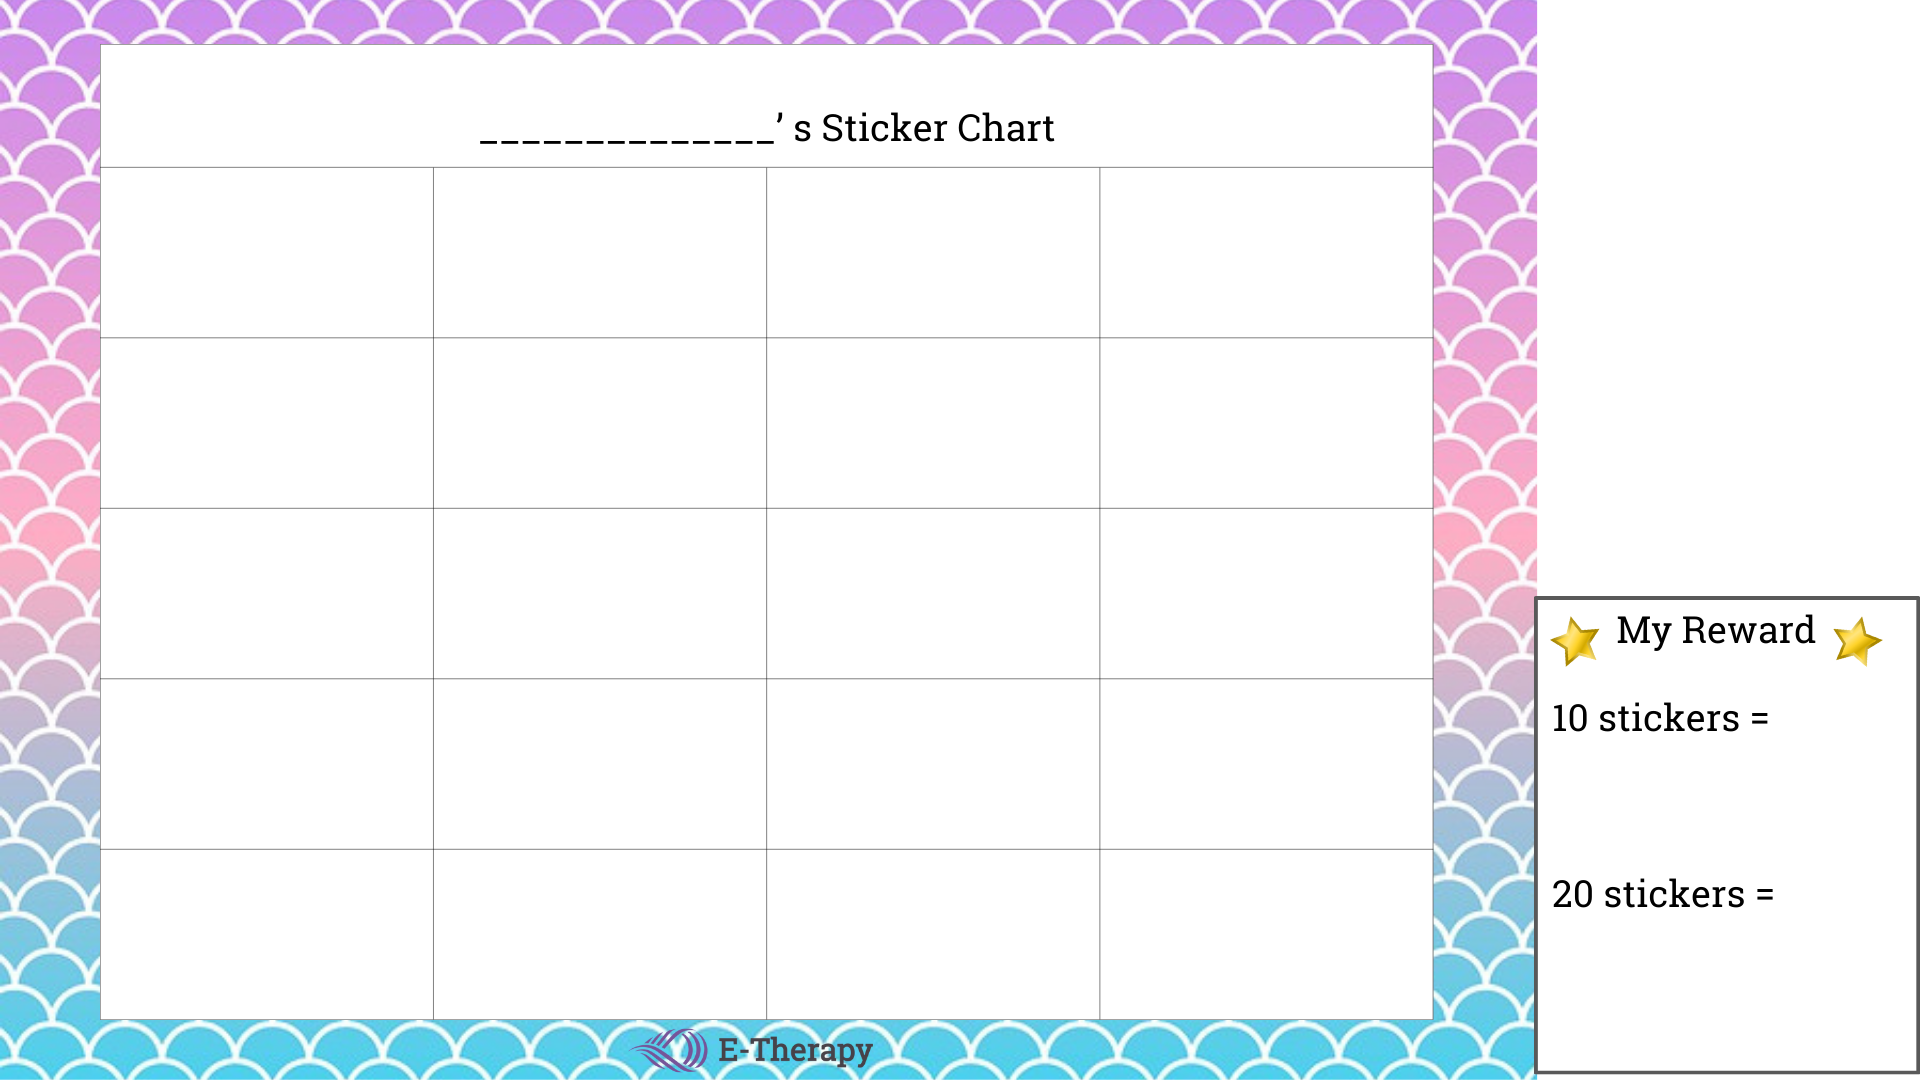 ______________’ s Sticker Chart
My Reward
10 stickers =
20 stickers =
E-Therapy